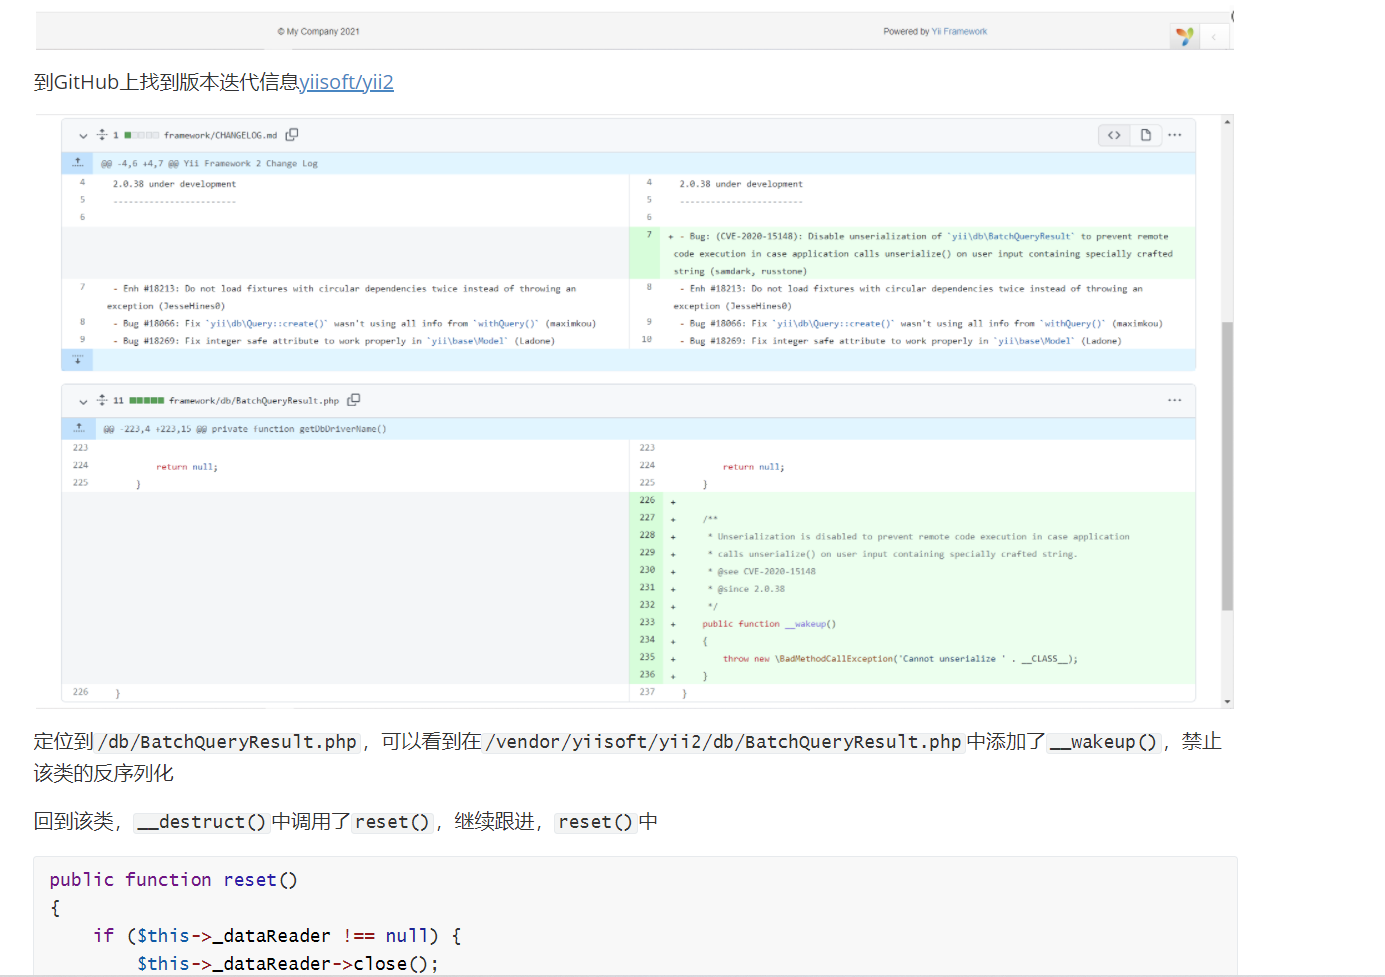 © My Company 2021
Powered by Yii Framework
到GitHub上找到版本迭代信息yiisoft/yii2
1 framework/CHANGELOG.md
@@ -4,6 +4,7 @@ Yii Framework 2 Change Log
4 2.0.38 under development 4 2.0.38 under development
5 ------------------------ 5 ------------------------
6 6
7 + - Bug: (CVE-2020-15148): Disable unserialization of `yii\db\BatchQueryResult` to prevent remote
code execution in case application calls unserialize() on user input containing specially crafted
string (samdark, russtone)
7 - Enh #18213: Do not load fixtures with circular dependencies twice instead of throwing an 8 - Enh #18213: Do not load fixtures with circular dependencies twice instead of throwing an
exception (JesseHines0) exception (JesseHines0)
8 - Bug #18066: Fix `yii\db\Query::create()` wasn't using all info from `withQuery()` (maximkou) 9 - Bug #18066: Fix `yii\db\Query::create()` wasn't using all info from `withQuery()` (maximkou)
9 - Bug #18269: Fix integer safe attribute to work properly in `yii\base\Model` (Ladone) 10 - Bug #18269: Fix integer safe attribute to work properly in `yii\base\Model` (Ladone)
11 framework/db/BatchQueryResult.php
@@ -223,4 +223,15 @@ private function getDbDriverName()
223 223
224 return null; 224 return null;
225 } 225 }
226 +
227 + /**
228 + * Unserialization is disabled to prevent remote code execution in case application
229 + * calls unserialize() on user input containing specially crafted string.
230 + * @see CVE-2020-15148
231 + * @since 2.0.38
232 + */
233 + public function __wakeup()
234 + {
235 + throw new \BadMethodCallException('Cannot unserialize ' . __CLASS__);
236 + }
226 } 237 }
定位到/db/BatchQueryResult.php，可以看到在/vendor/yiisoft/yii2/db/BatchQueryResult.php中添加了__wakeup()，禁止
该类的反序列化
回到该类，__destruct()中调用了reset()，继续跟进，reset()中
public function reset()
{
if ($this->_dataReader !== null) {
$this->_dataReader->close();